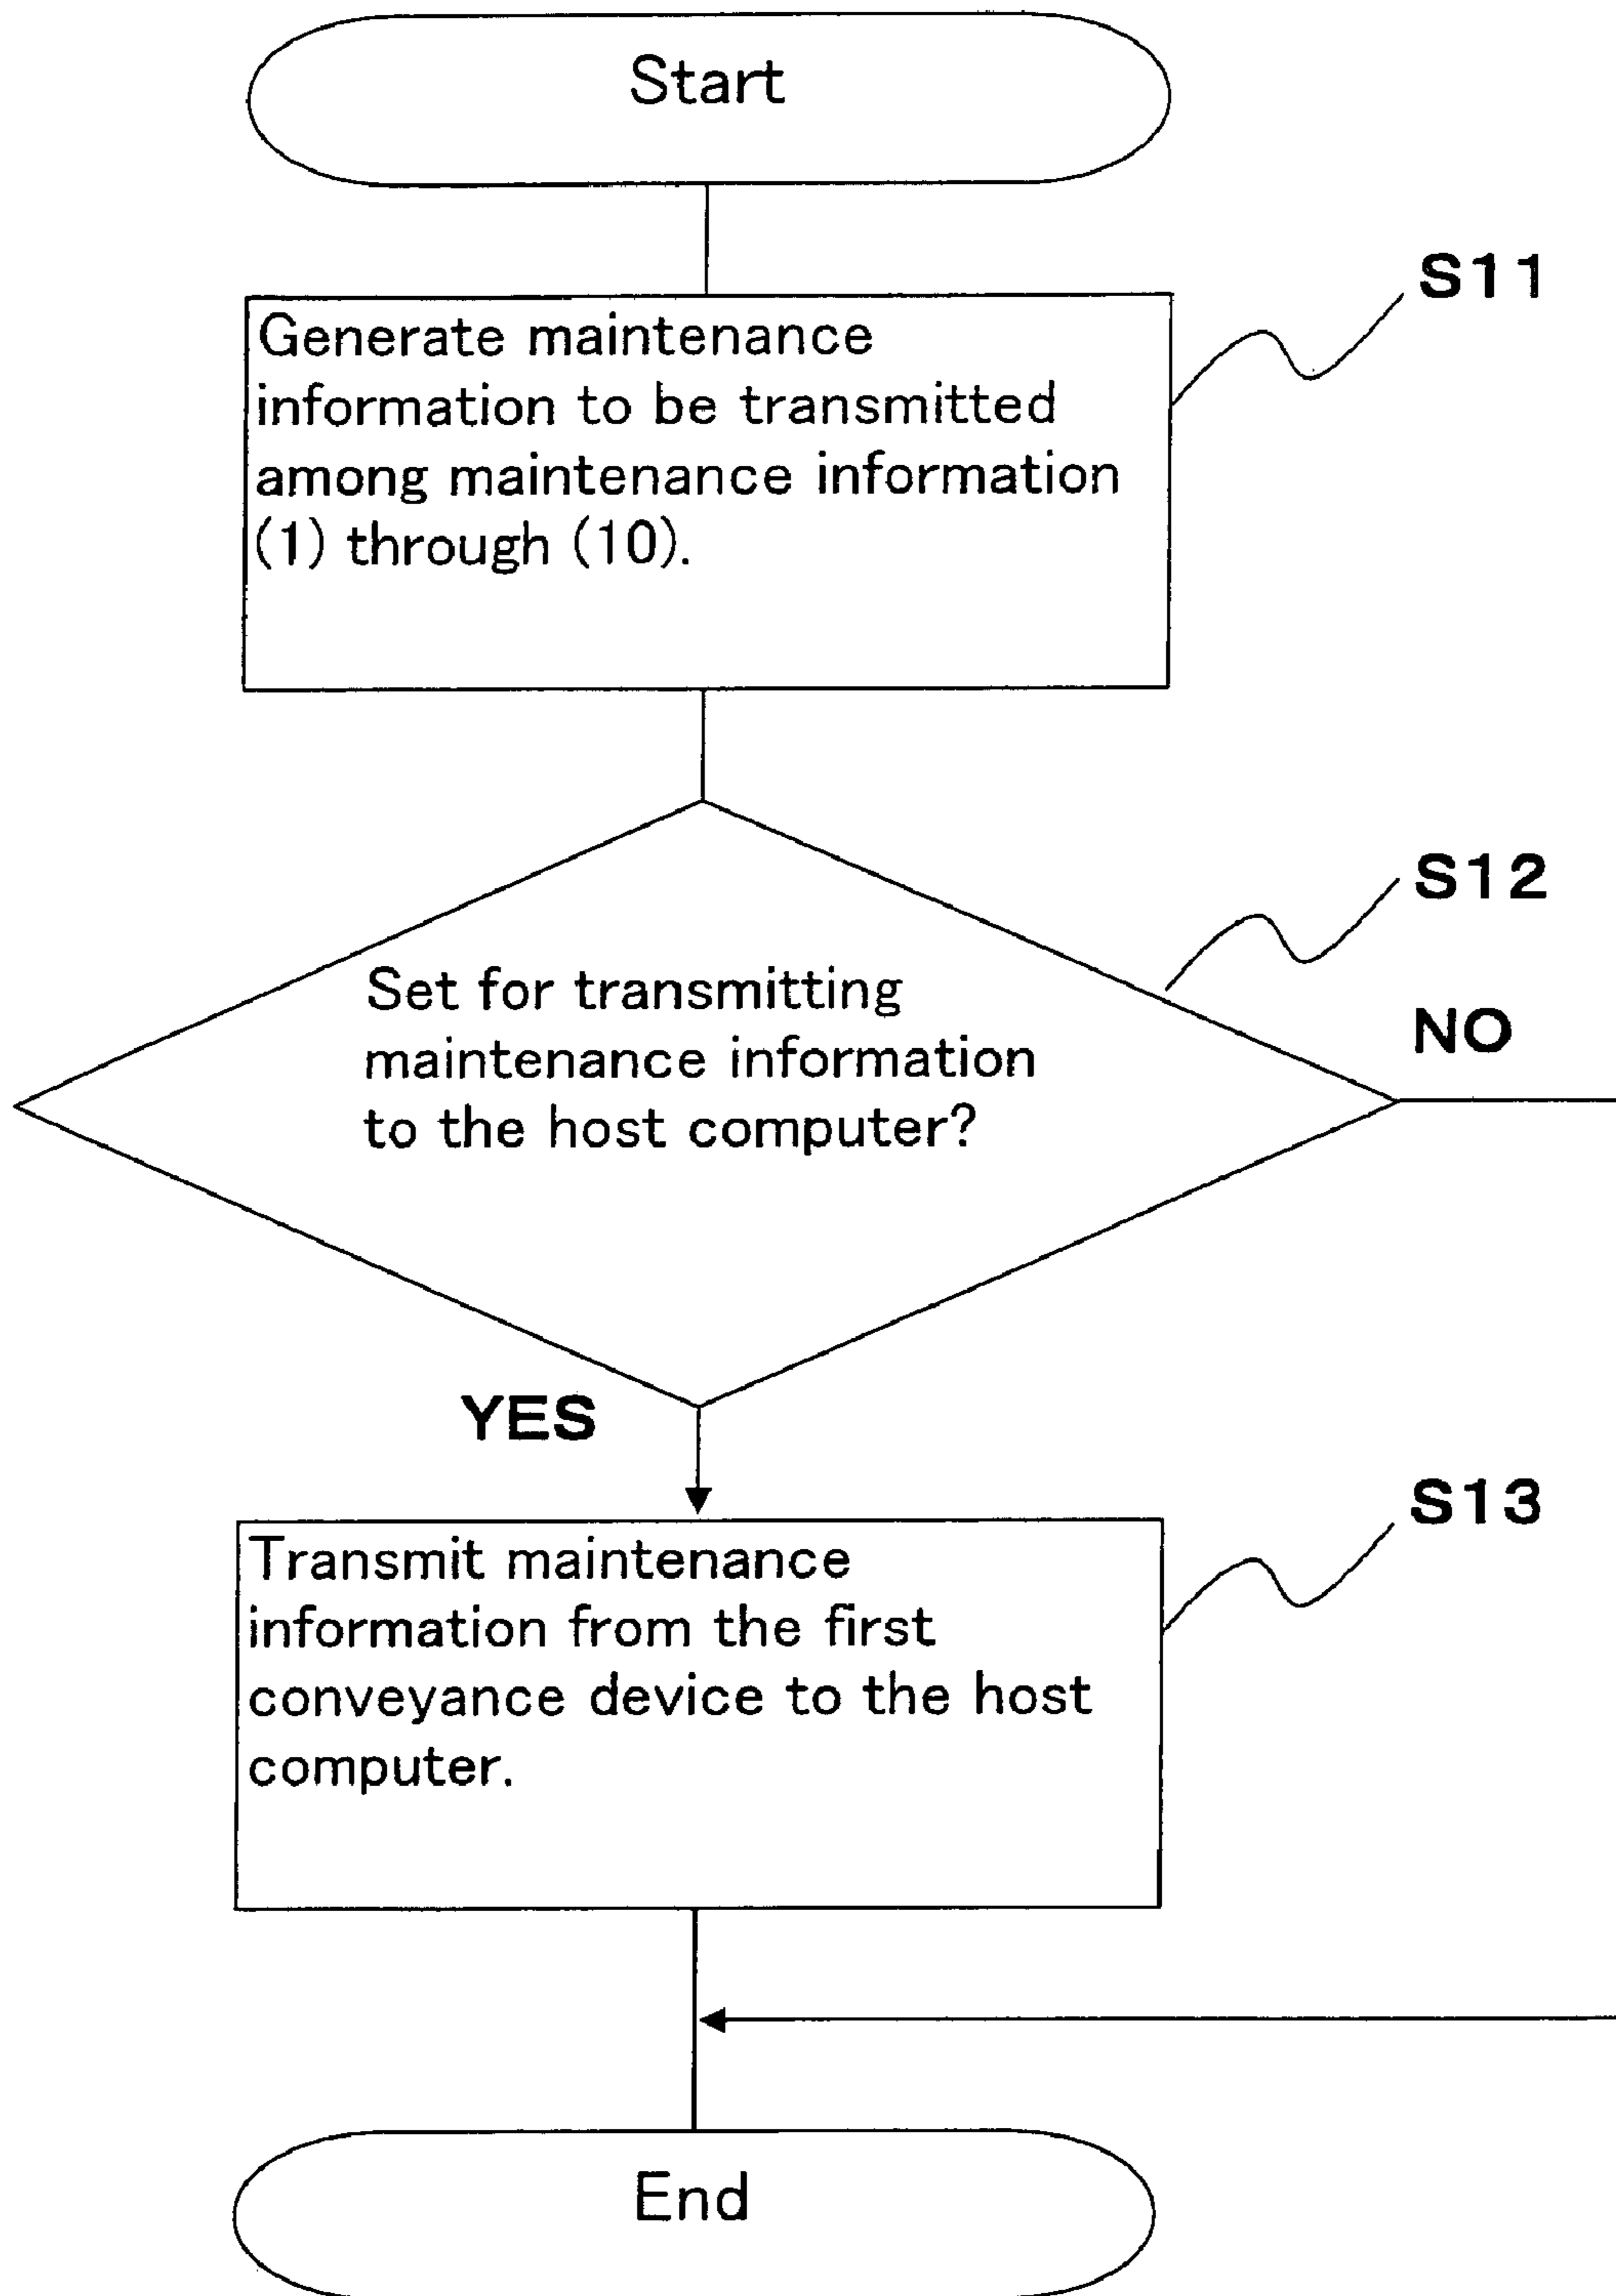 Start
S11
Generate maintenance
information to be transmitted
among maintenance information
(1) through (10).
S12
Set for transmitting
maintenance information
to the host computer?
NO
YES
S13
Transmit maintenance
information from the first
conveyance device to the host
computer.
End